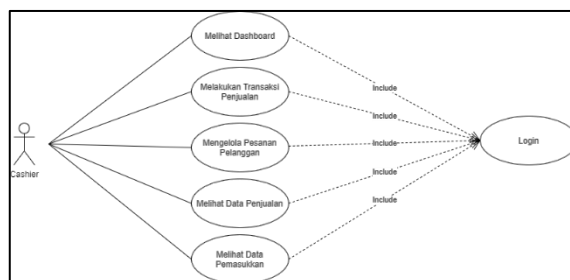 Melihat Dashboard
Melakukan Transaksi
Penjualan
Mengelola Pesanan
Pelanggan
Melihat Data Penjualan
Melihat Data
Pemasukkan
Cashier
Include
Include
Include
Include
Include
Login